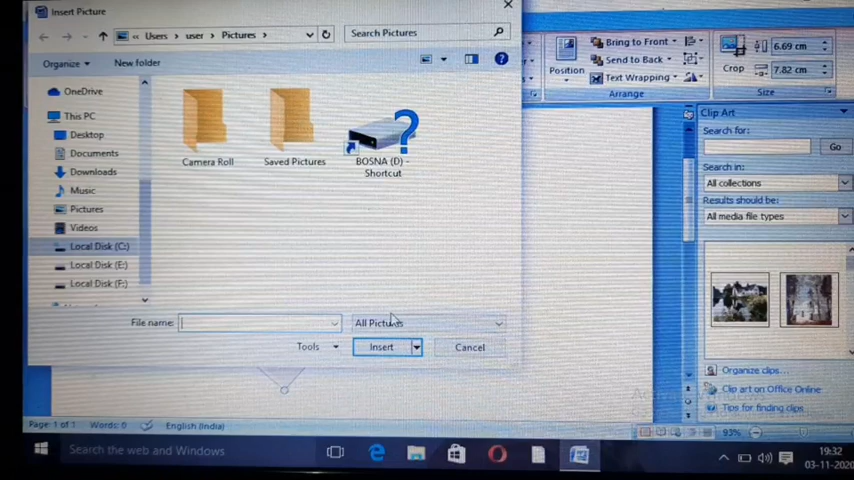 Insert Picture
Bring to Front
6.69 cm
« Users › user › Pictures ›
Search Pictures
Send to Back
Position
Text Wrapping
Crop
7.82 cm
Organize
New folder
Arrange
Size
OneDrive
This PC
Desktop
Documents
Downloads
Music
Pictures
Videos
Local Disk (C:)
Local Disk (E:)
Local Disk (F:)
Camera Roll
Saved Pictures
BOSNA (D) -
Shortcut
Clip Art
Search for:
Go
Search in:
All collections
Results should be:
All media file types
File name:
All Pictures
Tools
Insert
Cancel
Organize clips...
Clip art on Office Online
Tips for finding clips
Page: 1 of 1
Words: 0
English (India)
93%
Search the web and Windows
19:32
03-11-2020